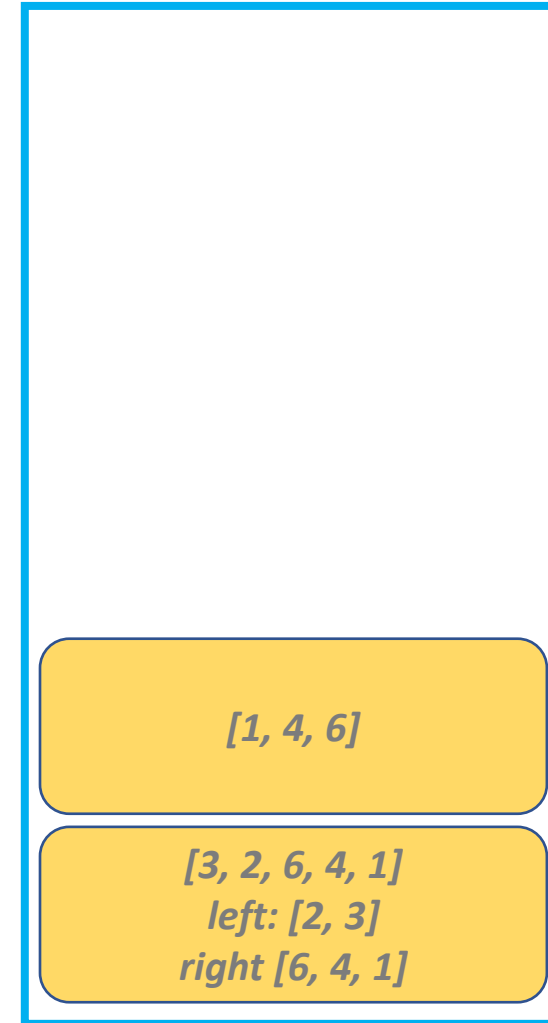 [1, 4, 6]
[3, 2, 6, 4, 1]
left: [2, 3]
right [6, 4, 1]